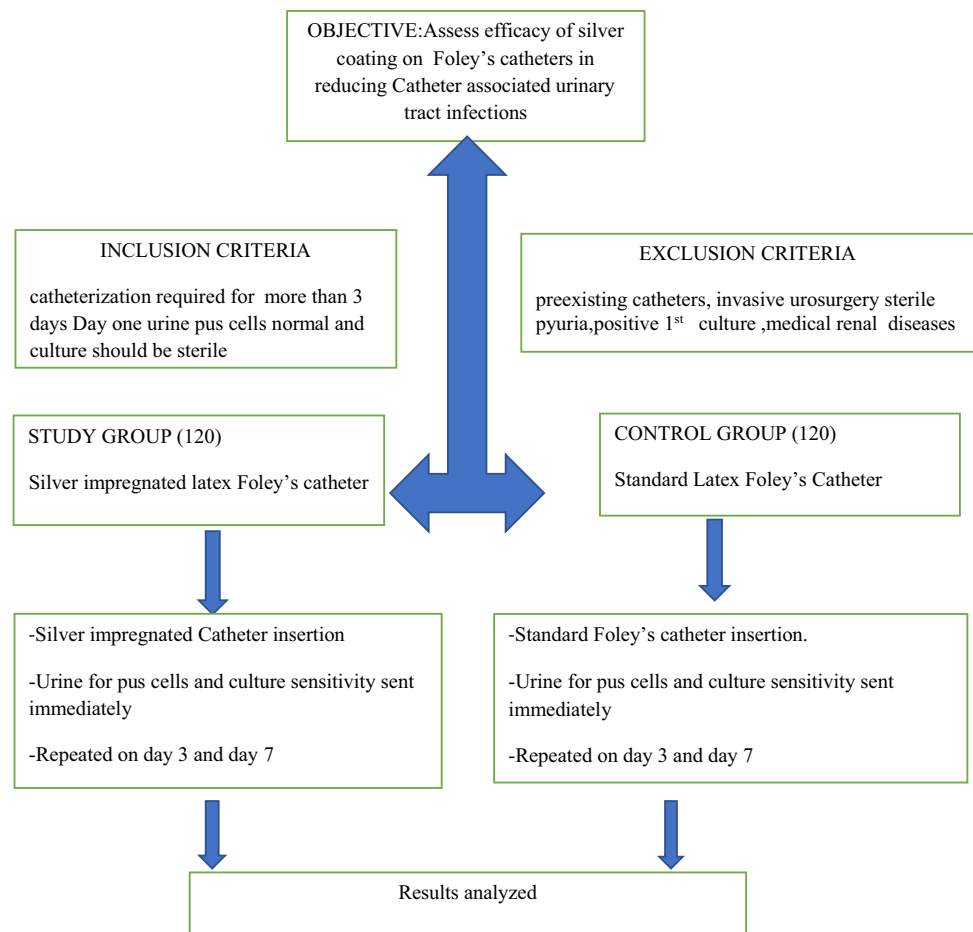 OBJECTIVE:Assess efficacy of silver
coating on Foley’s catheters in
reducing Catheter associated urinary
tract infections
INCLUSION CRITERIA
catheterization required for more than 3
days Day one urine pus cells normal and
culture should be sterile
EXCLUSION CRITERIA
preexisting catheters, invasive urosurgery sterile
pyuria,positive 1st culture ,medical renal diseases
STUDY GROUP (120)
Silver impregnated latex Foley’s catheter
CONTROL GROUP (120)
Standard Latex Foley’s Catheter
-Silver impregnated Catheter insertion
-Urine for pus cells and culture sensitivity sent
immediately
-Repeated on day 3 and day 7
-Standard Foley’s catheter insertion.
-Urine for pus cells and culture sensitivity sent
immediately
-Repeated on day 3 and day 7
Results analyzed